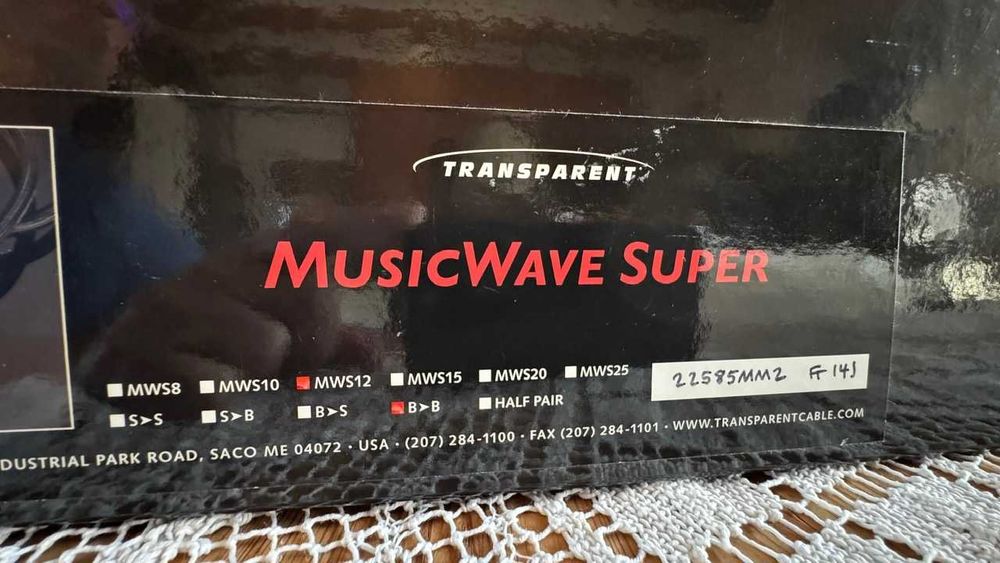 TRANSPARENT
MUSICWAVE SUPER
MWS8 MWS10 MWS12 MWS15 MWS20 MWS25
22585MM2
S➤S S➤B B➤S B➤B HALF PAIR
DUSTRIAL PARK ROAD, SACO ME 04072 · USA · (207) 284-1100 · FAX (207) 284-1101 · WWW.TRANSPARENTCABLE.COM